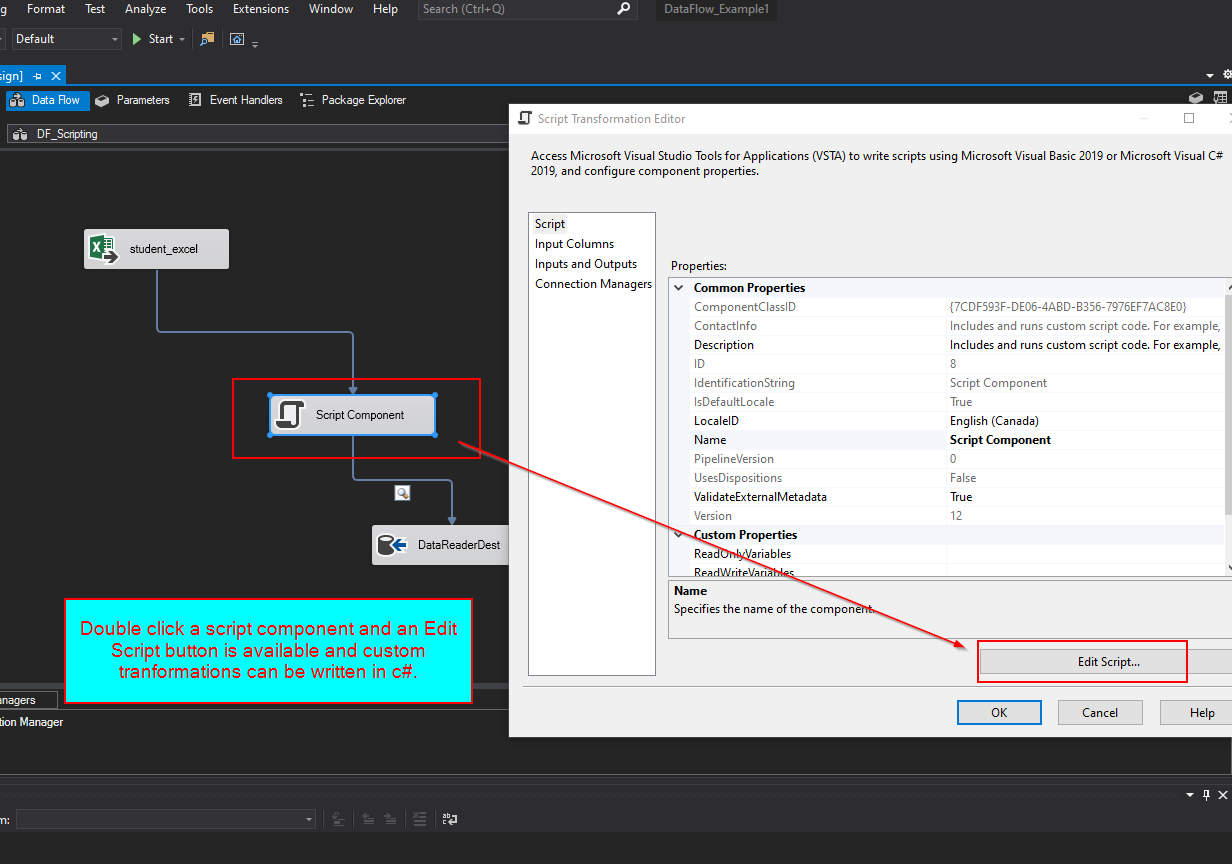 g Format Test Analyze Tools Extensions Window Help Search (Ctrl+Q) DataFlow_Example1
Default Start
sign]
Data Flow Parameters Event Handlers Package Explorer
DF_Scripting
student_excel
Script Component
DataReaderDest
Double click a script component and an Edit
Script button is available and custom
tranformations can be written in c#.
anagers
tion Manager
m:
Script Transformation Editor
Access Microsoft Visual Studio Tools for Applications (VSTA) to write scripts using Microsoft Visual Basic 2019 or Microsoft Visual C#
2019, and configure component properties.
Script
Input Columns
Inputs and Outputs
Connection Managers
Properties:
Common Properties
ComponentClassID {7CDF593F-DE06-4ABD-B356-7976EF7AC8E0}
ContactInfo Includes and runs custom script code. For example,
Description Includes and runs custom script code. For example,
ID 8
IdentificationString Script Component
IsDefaultLocale True
LocaleID English (Canada)
Name Script Component
PipelineVersion 0
UsesDispositions False
ValidateExternalMetadata True
Version 12
Custom Properties
ReadOnlyVariables
ReadWriteVariables
Name
Specifies the name of the component.
Edit Script...
OK Cancel Help